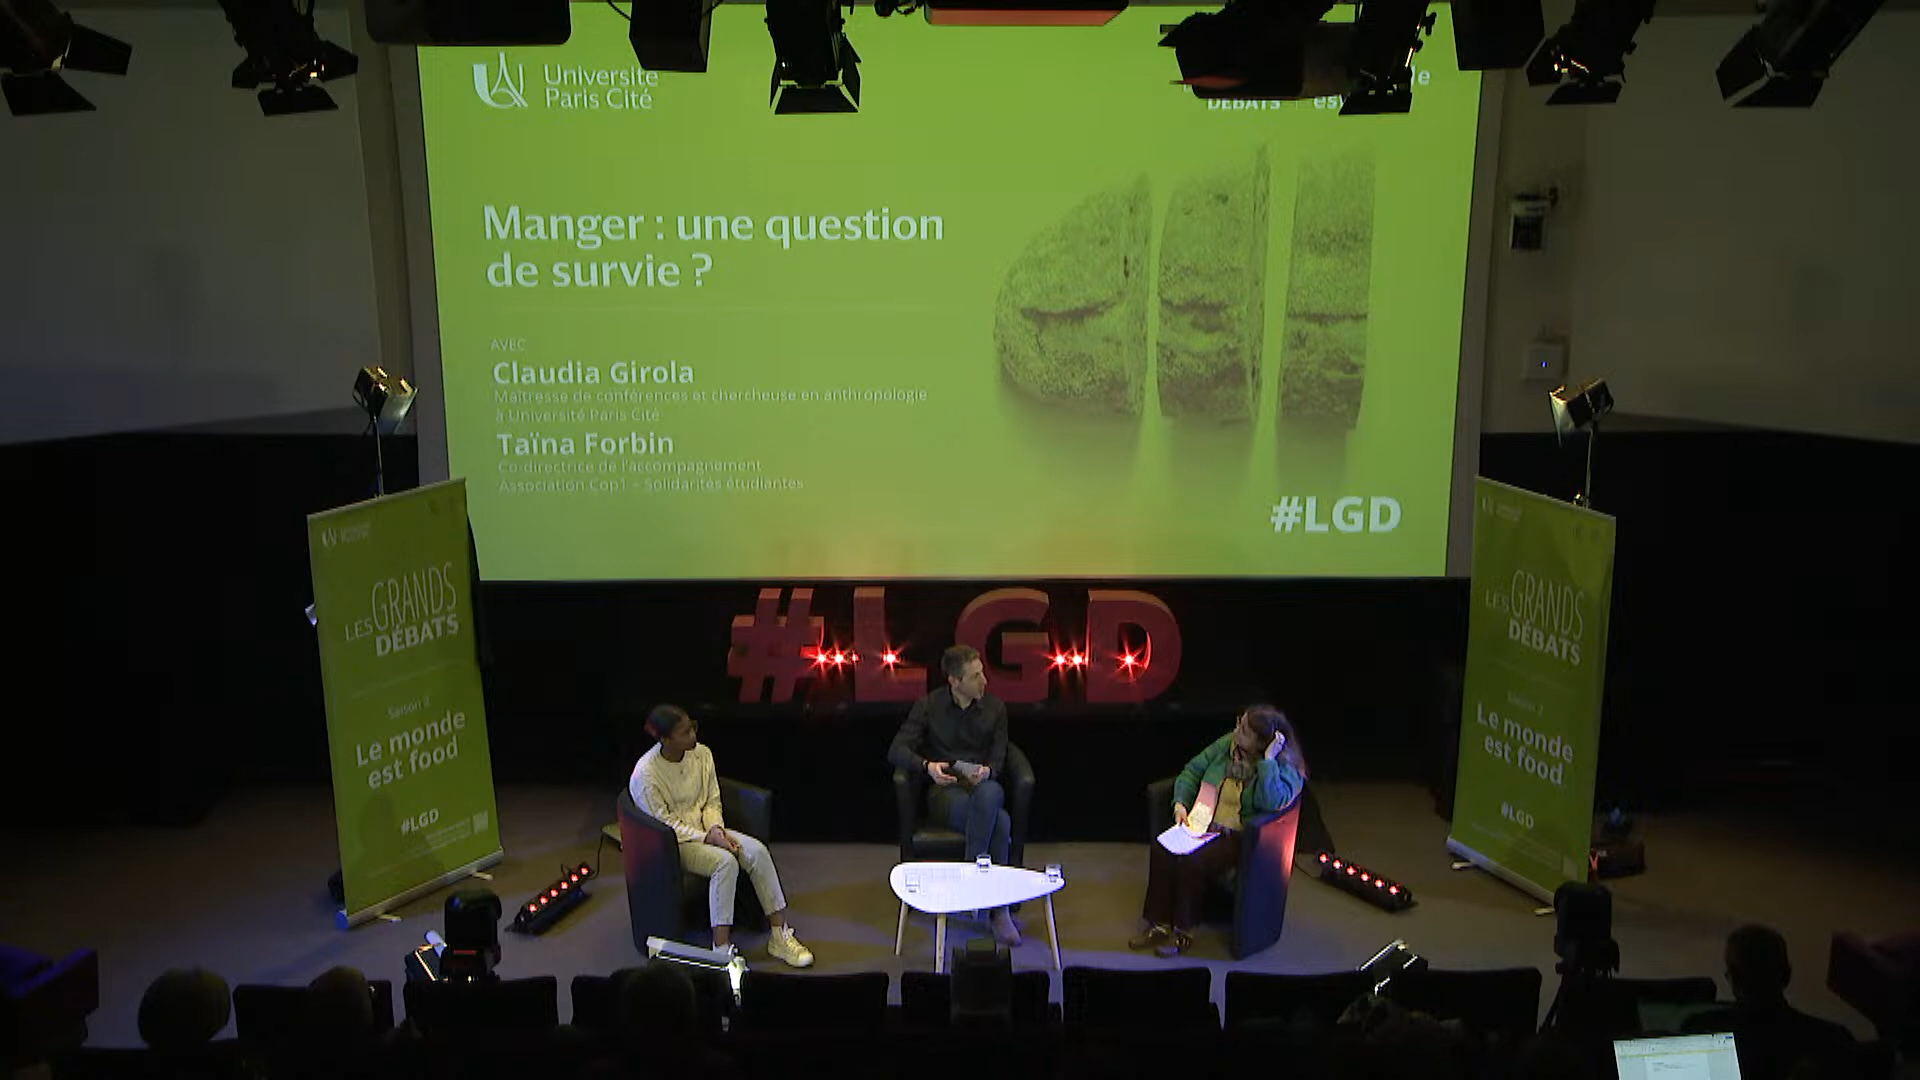 Université
Paris Cité
DÉBATS
Manger : une question
de survie ?
AVEC
Claudia Girola
Maîtresse de conférences et chercheuse en anthropologie
à Université Paris Cité
Taïna Forbin
Co-directrice de l'accompagnement
Association Cop1 – Solidarités étudiantes
#LGD
#LGD
LES GRANDS
DÉBATS
Saison 2
Le monde
est food
#LGD
LES GRANDS
DÉBATS
Saison 2
Le monde
est food
#LGD